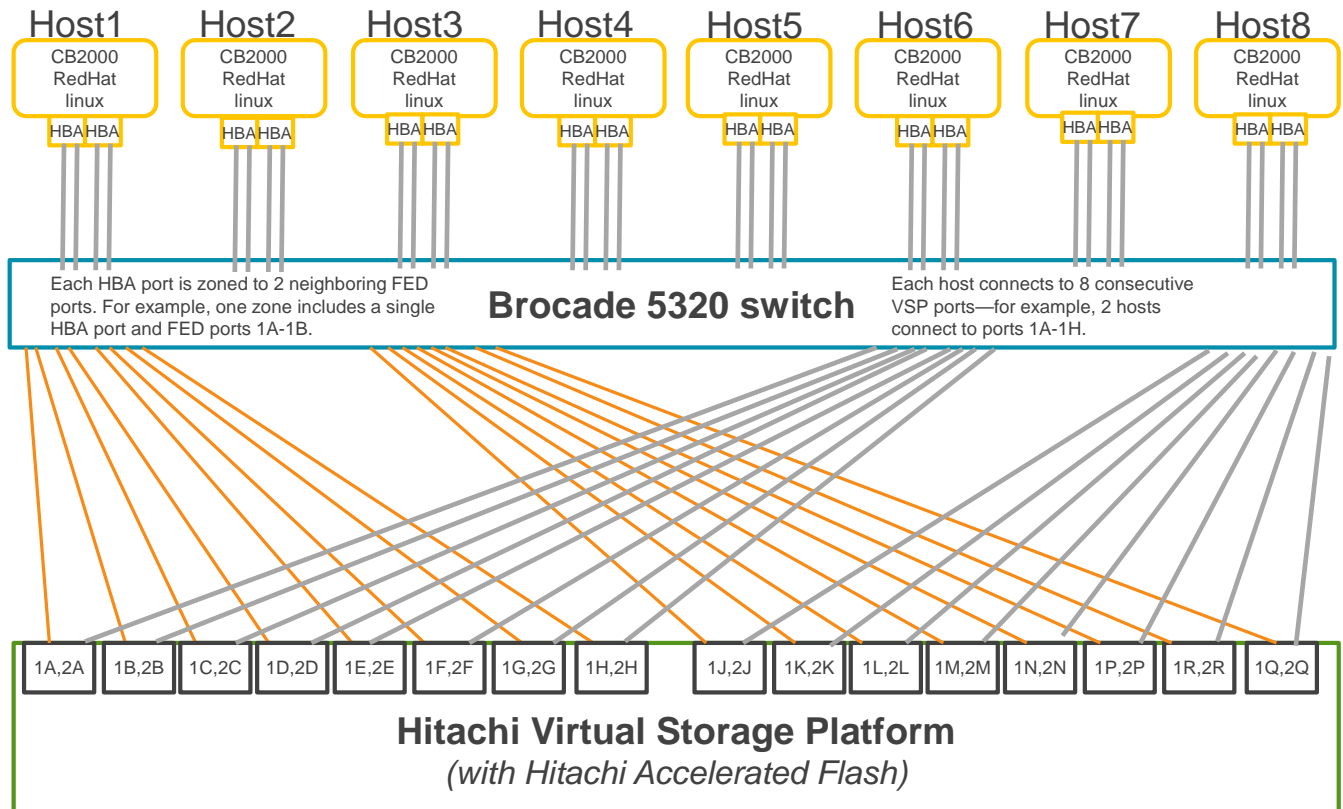 Host1 Host2 Host3 Host4 Host5 Host6 Host7 Host8
CB2000 CB2000 CB2000 CB2000 CB2000 CB2000 CB2000 CB2000
RedHat RedHat RedHat RedHat RedHat RedHat RedHat RedHat
linux linux linux linux linux linux linux linux
HBA HBA HBA HBA HBA HBA HBA HBA HBA HBA HBA HBA HBA HBA HBA HBA
Each HBA port is zoned to 2 neighboring FED
ports. For example, one zone includes a single
HBA port and FED ports 1A-1B.
Brocade 5320 switch
Each host connects to 8 consecutive
VSP ports—for example, 2 hosts
connect to ports 1A-1H.
1A,2A 1B,2B 1C,2C 1D,2D 1E,2E 1F,2F 1G,2G 1H,2H 1J,2J 1K,2K 1L,2L 1M,2M 1N,2N 1P,2P 1R,2R 1Q,2Q
Hitachi Virtual Storage Platform
(with Hitachi Accelerated Flash)